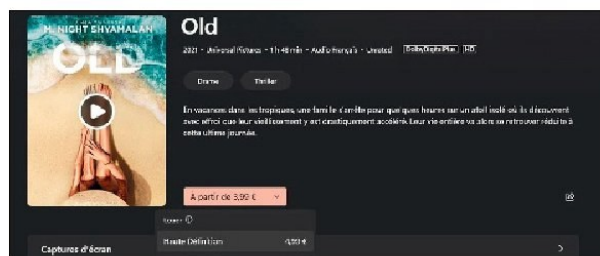 M. NIGHT SHYAMALAN
OLD
Old
2021 - Universal Pictures - 1 h 48 min - Audio Français - Unrated DolbyDigitalPlus HD
Drame Thriller
En vacances dans les tropiques, une famille s'arrête pour quelques heures sur un atoll isolé où ils découvrent
avec effroi que leur vieillissement y est drastiquement accéléré. Leur vie entière va alors se retrouver réduite à
cette ultime journée.
À partir de 3,99 €
Haute Définition 4,99 €
Captures d'écran